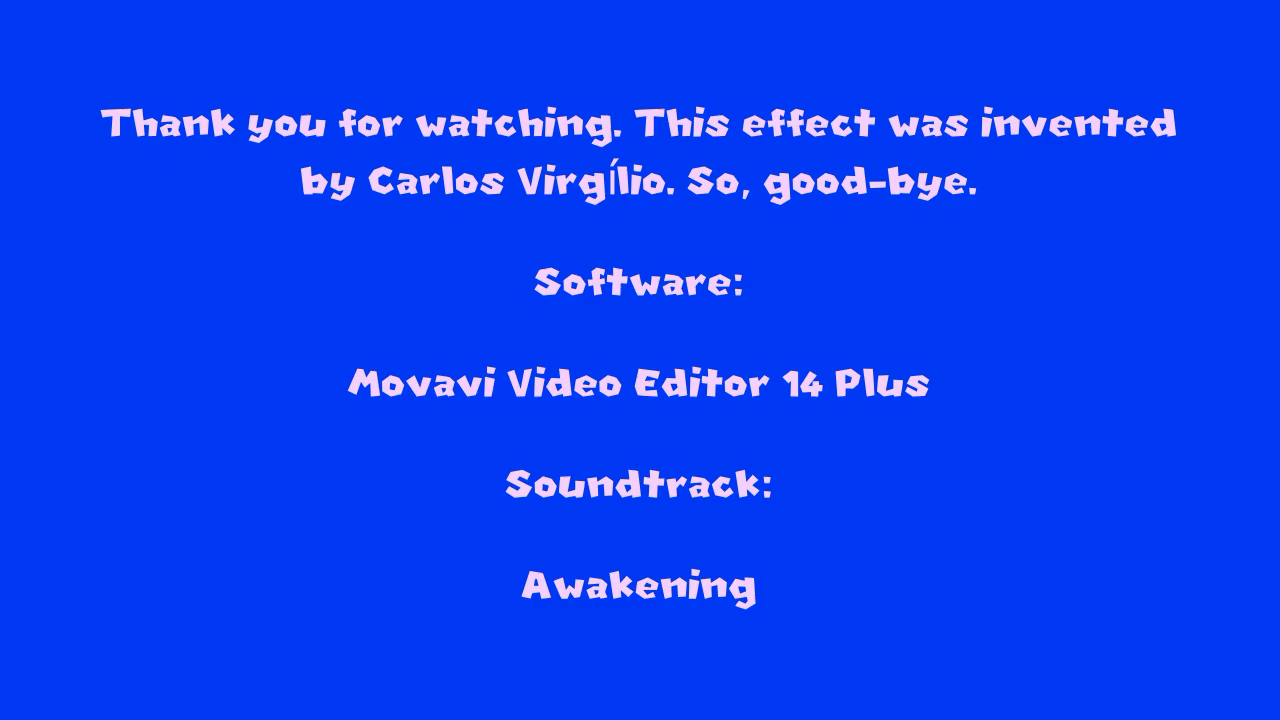 Thank you for watching. This effect was invented
by Carlos Virgílio. So, good-bye.
Software:
Movavi Video Editor 14 Plus
Soundtrack:
Awakening